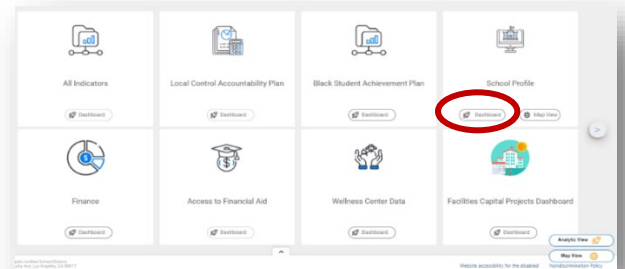 All Indicators
Local Control Accountability Plan
Black Student Achievement Plan
School Profile
Dashboard
Dashboard
Dashboard
Dashboard
Map View
Finance
Access to Financial Aid
Wellness Center Data
Facilities Capital Projects Dashboard
Dashboard
Dashboard
Dashboard
Dashboard
Analytic View
Map View
Website accessibility for the disabled
Nondiscrimination Policy